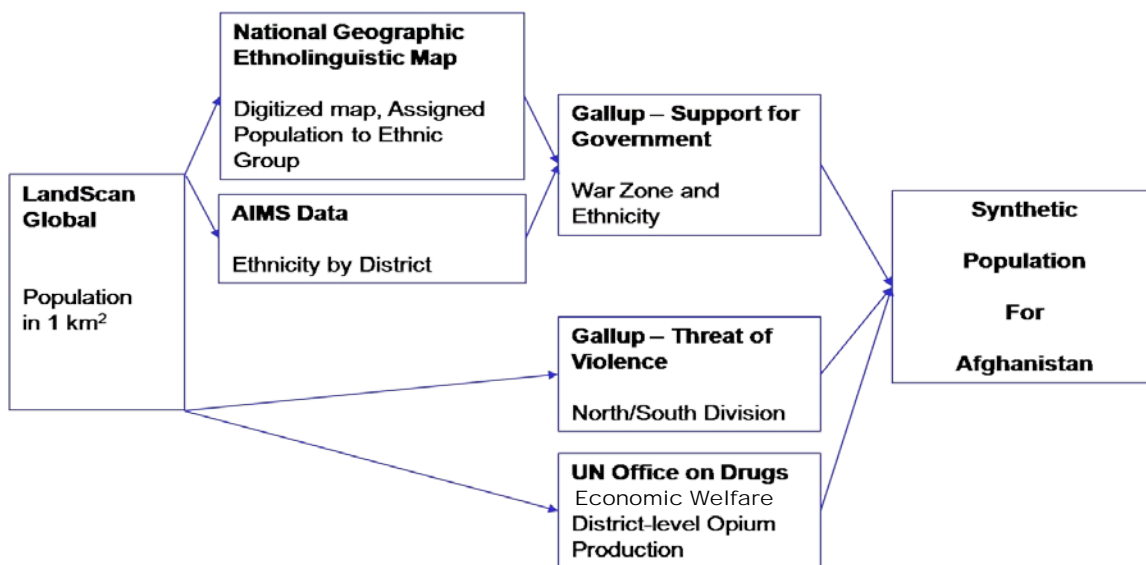 LandScan
Global
Population
in 1 km²
National Geographic
Ethnolinguistic Map
Digitized map, Assigned
Population to Ethnic
Group
AIMS Data
Ethnicity by District
Gallup – Support for
Government
War Zone and
Ethnicity
Gallup – Threat of
Violence
North/South Division
UN Office on Drugs
Economic Welfare
District-level Opium
Production
Synthetic
Population
For
Afghanistan